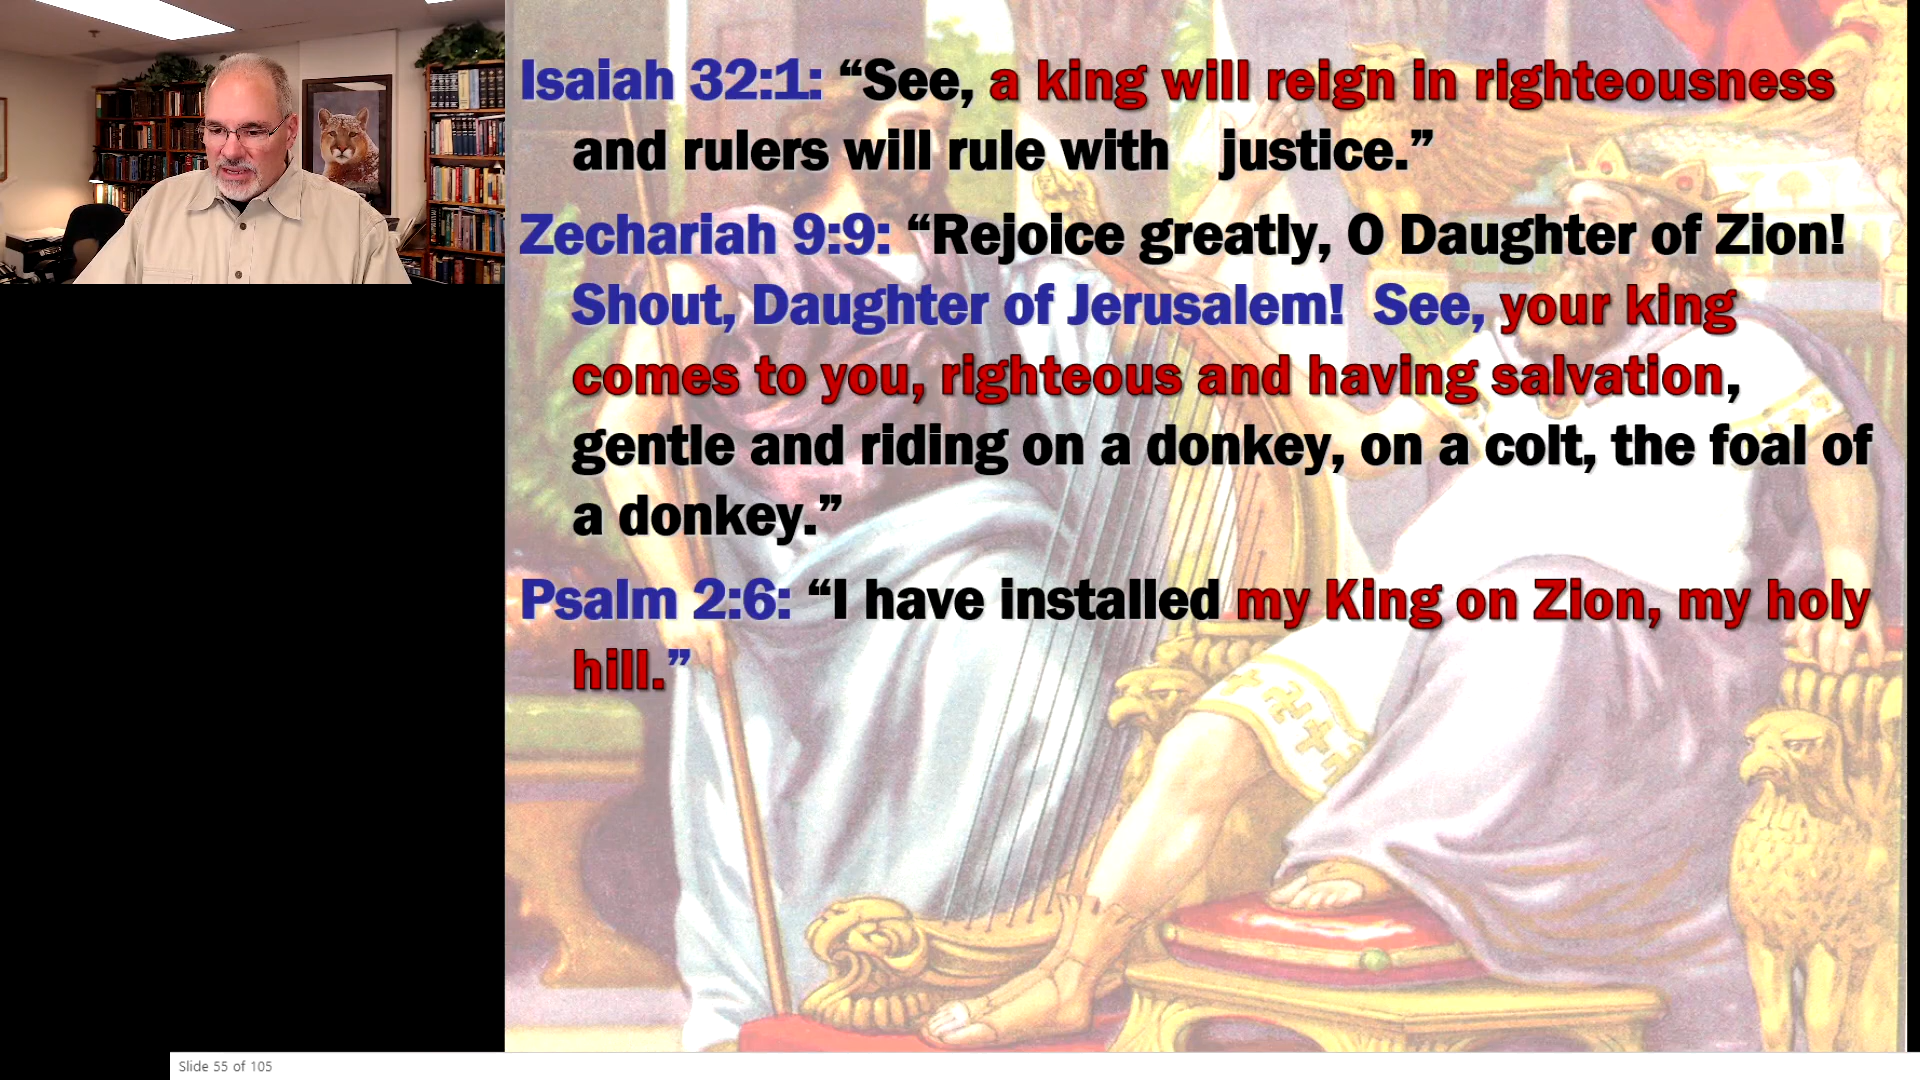 Isaiah 32:1: “See, a king will reign in righteousness
and rulers will rule with justice.”
Zechariah 9:9: “Rejoice greatly, O Daughter of Zion!
Shout, Daughter of Jerusalem! See, your king
comes to you, righteous and having salvation,
gentle and riding on a donkey, on a colt, the foal of
a donkey.”
Psalm 2:6: “I have installed my King on Zion, my holy
hill.”
Slide 55 of 105